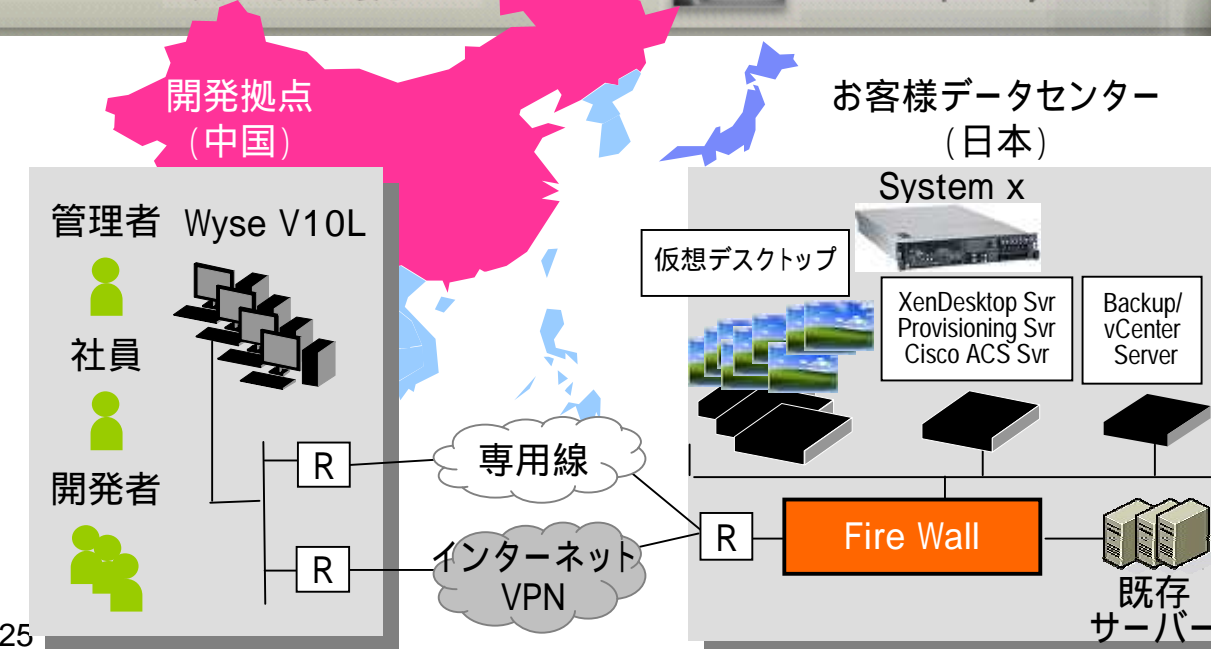 開発拠点
(中国)
お客様データセンター
(日本)
管理者 Wyse V10L
社員
開発者
R
R
専用線
インターネット
VPN
System x
仮想デスクトップ
XenDesktop Svr
Provisioning Svr
Cisco ACS Svr
Backup/
vCenter
Server
R
Fire Wall
既存
サーバー
25